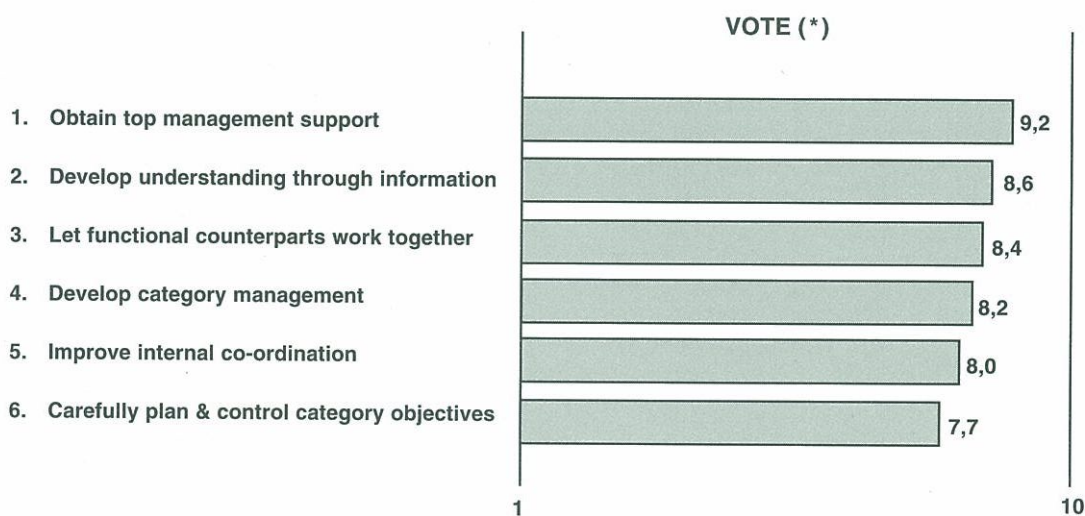 VOTE (*)
1. Obtain top management support 9,2
2. Develop understanding through information 8,6
3. Let functional counterparts work together 8,4
4. Develop category management 8,2
5. Improve internal co-ordination 8,0
6. Carefully plan & control category objectives 7,7
1 10